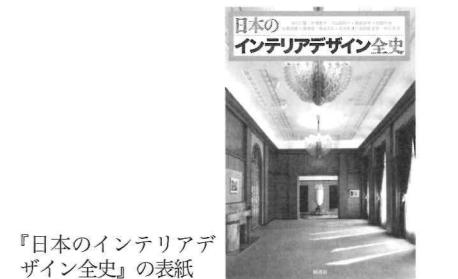 日本の
インテリアデザイン全史
『日本のインテリアデ
ザイン全史』の表紙